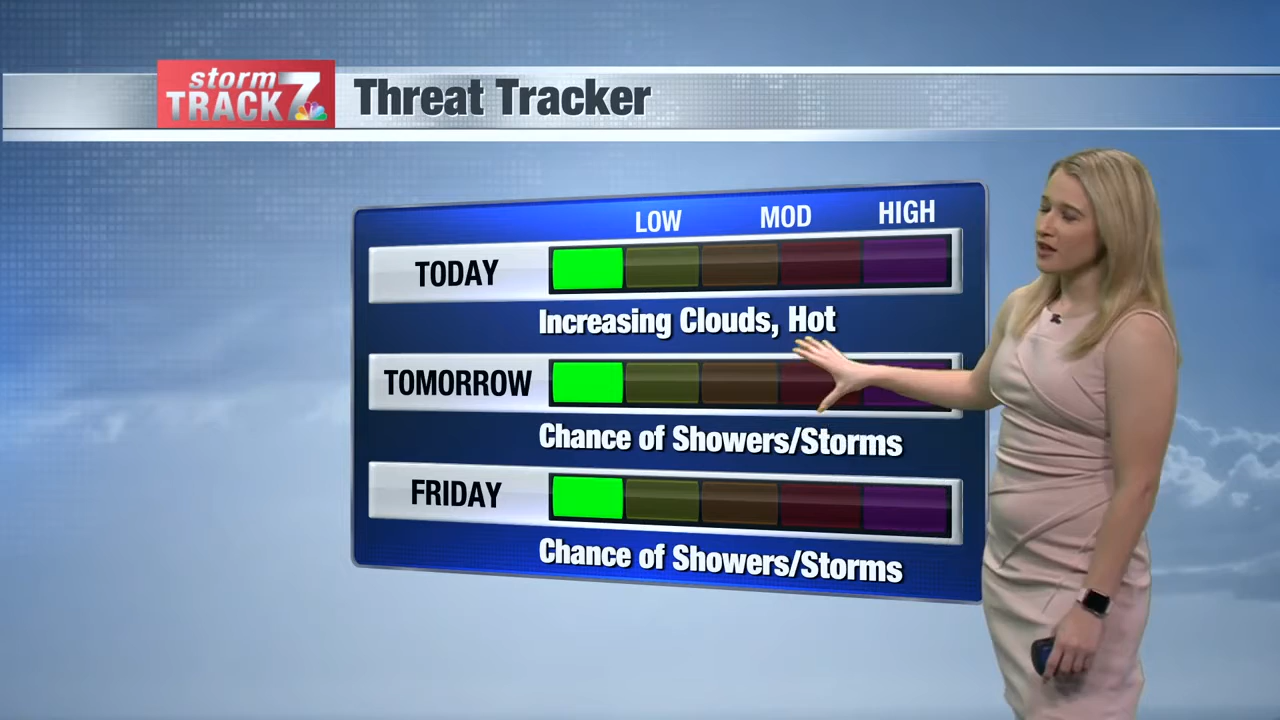 storm
TRACK 7
Threat Tracker
LOW MOD HIGH
TODAY
Increasing Clouds, Hot
TOMORROW
Chance of Showers/Storms
FRIDAY
Chance of Showers/Storms